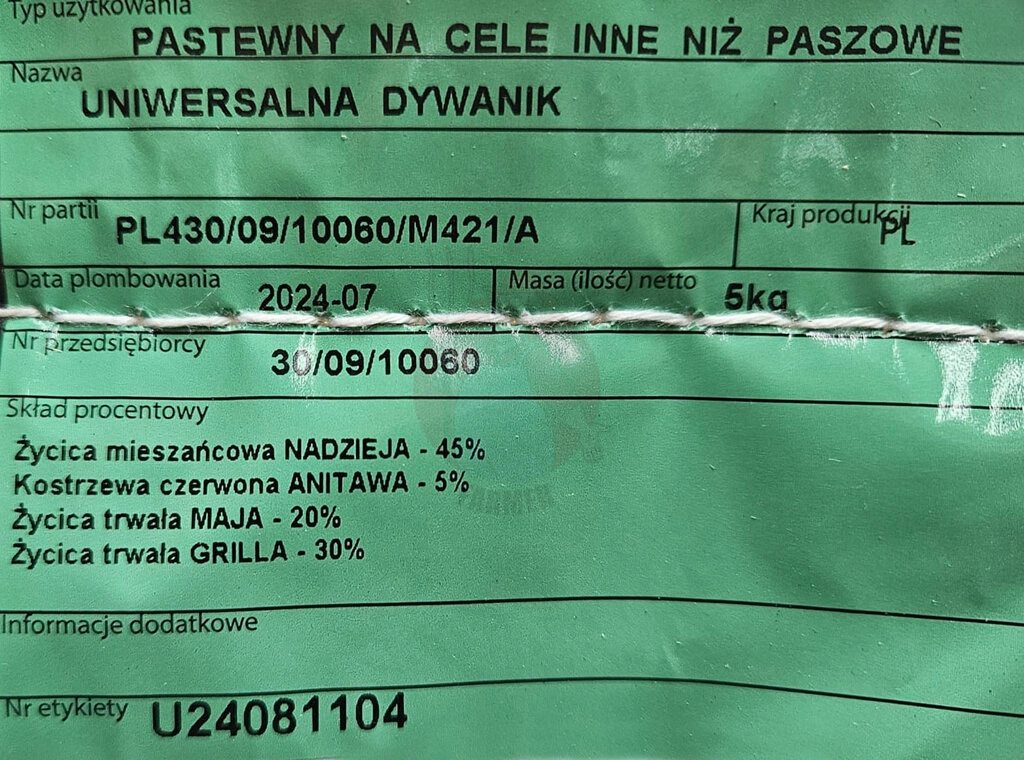 Typ użytkowania
PASTEWNY NA CELE INNE NIŻ PASZOWE
Nazwa
UNIWERSALNA DYWANIK
Nr partii
PL430/09/10060/M421/A
Kraj produkcji
PL
Data plombowania
2024-07
Masa (ilość) netto
5kg
Nr przedsiębiorcy
30/09/10060
Skład procentowy
Życica mieszańcowa NADZIEJA - 45%
Kostrzewa czerwona ANITAWA - 5%
Życica trwała MAJA - 20%
Życica trwała GRILLA - 30%
Informacje dodatkowe
Nr etykiety
U24081104